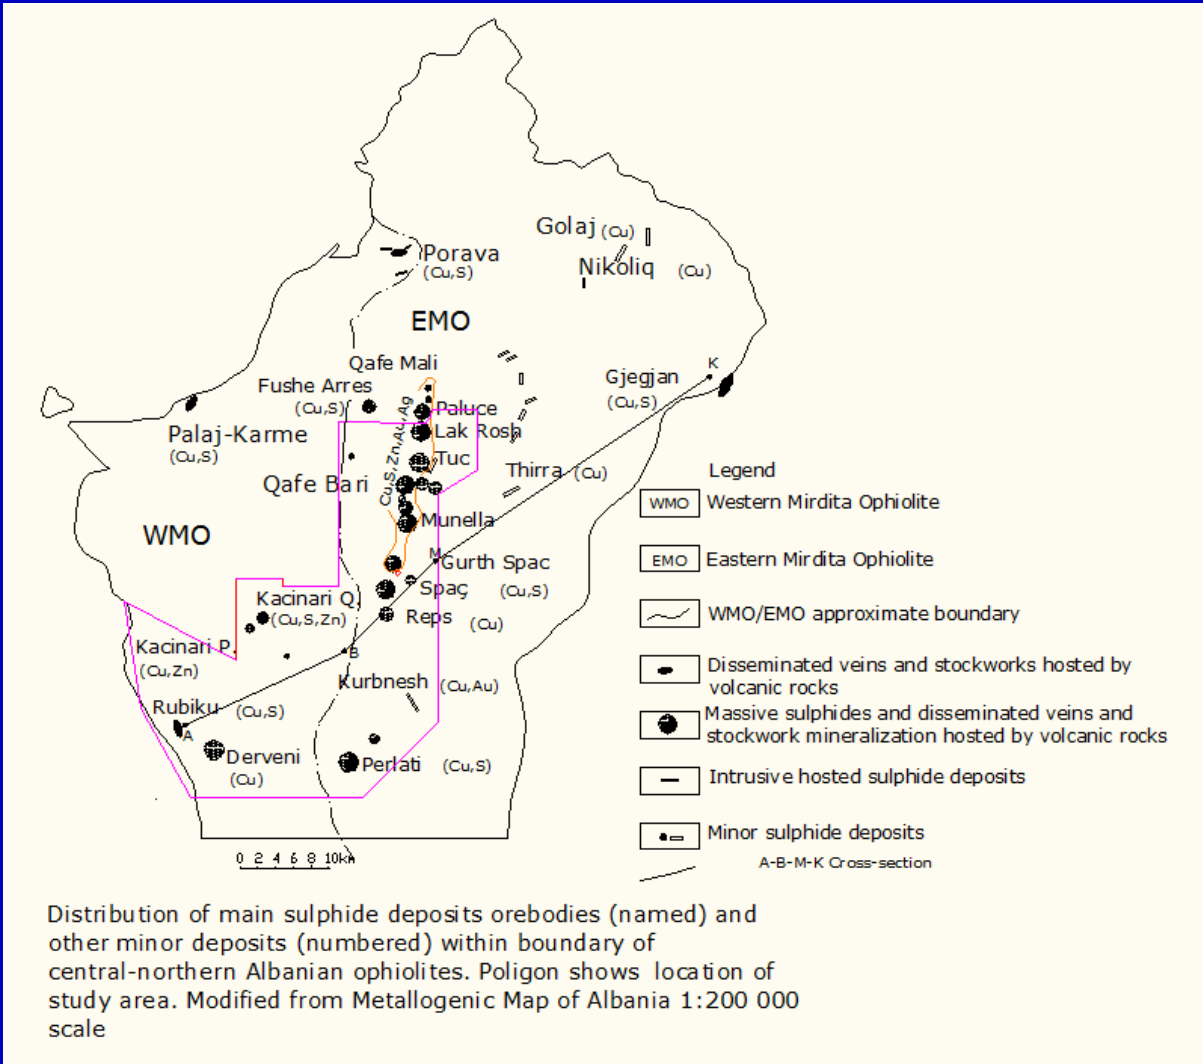 Golaj (Cu)
Porava
(Cu,S)
Nikoliq (Cu)
EMO
Qafe Mali
K
Fushe Arres
(Cu,S)
Gjegjan
(Cu,S)
Paluce
Cu,S,Zn,Au,Ag
Palaj-Karme
(Cu,S)
Lak Rosh
Tuc
Qafe Bari
Thirra (Cu)
WMO
Munella
M
Gurth Spac
Spaç (Cu,S)
Kacinari Q.
(Cu,S,Zn)
Reps (Cu)
Kacinari P.
(Cu,Zn)
B
Kurbnesh (Cu,Au)
Rubiku (Cu,S)
A
Derveni
(Cu)
Perlati (Cu,S)
0 2 4 6 8 10km
Legend
WMO Western Mirdita Ophiolite
EMO Eastern Mirdita Ophiolite
WMO/EMO approximate boundary
Disseminated veins and stockworks hosted by
volcanic rocks
Massive sulphides and disseminated veins and
stockwork mineralization hosted by volcanic rocks
Intrusive hosted sulphide deposits
Minor sulphide deposits
A-B-M-K Cross-section
Distribution of main sulphide deposits orebodies (named) and
other minor deposits (numbered) within boundary of
central-northern Albanian ophiolites. Poligon shows location of
study area. Modified from Metallogenic Map of Albania 1:200 000
scale